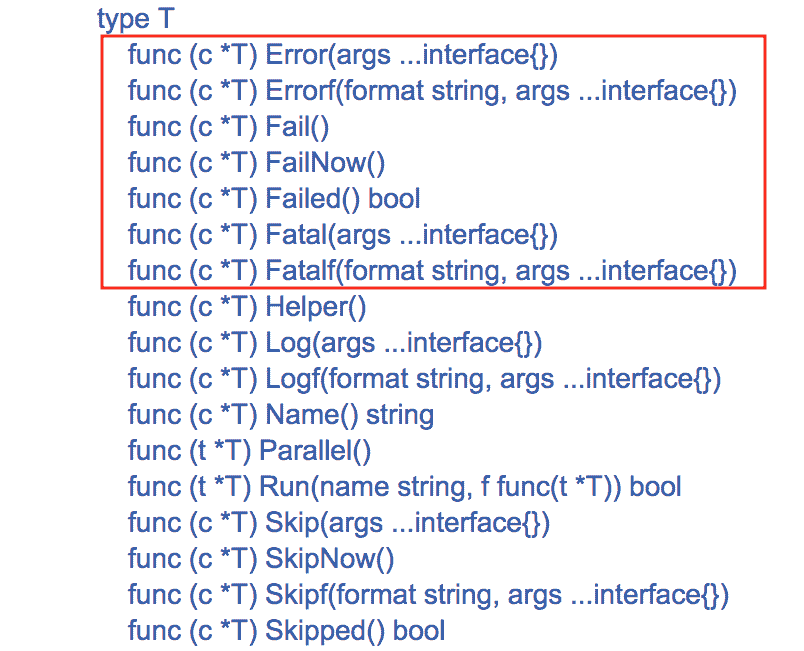 type T
func (c *T) Error(args ...interface{})
func (c *T) Errorf(format string, args ...interface{})
func (c *T) Fail()
func (c *T) FailNow()
func (c *T) Failed() bool
func (c *T) Fatal(args ...interface{})
func (c *T) Fatalf(format string, args ...interface{})
func (c *T) Helper()
func (c *T) Log(args ...interface{})
func (c *T) Logf(format string, args ...interface{})
func (c *T) Name() string
func (t *T) Parallel()
func (t *T) Run(name string, f func(t *T)) bool
func (c *T) Skip(args ...interface{})
func (c *T) SkipNow()
func (c *T) Skipf(format string, args ...interface{})
func (c *T) Skipped() bool